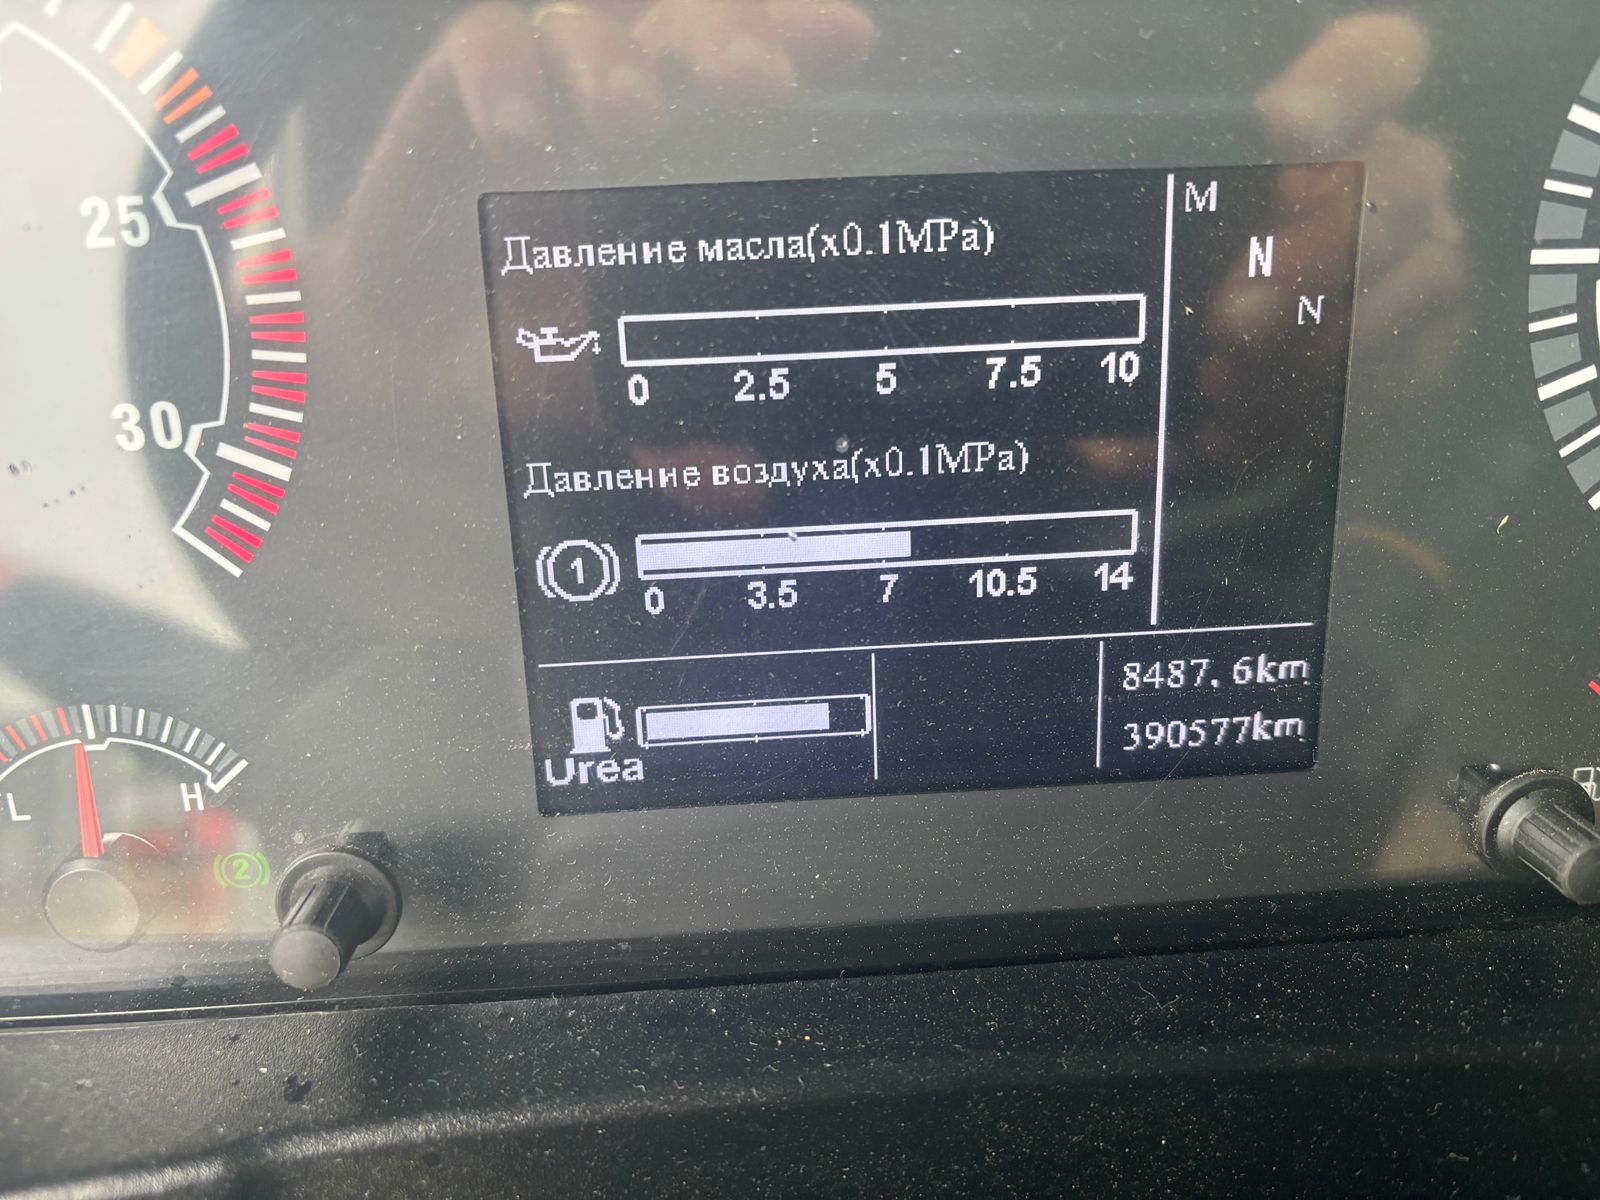 25
30
L
H
2
Давление масла(x0.1MPa)
0 2.5 5 7.5 10
Давление воздуха(x0.1MPa)
1
0 3.5 7 10.5 14
M
N
N
Urea
8487.6km
390577km